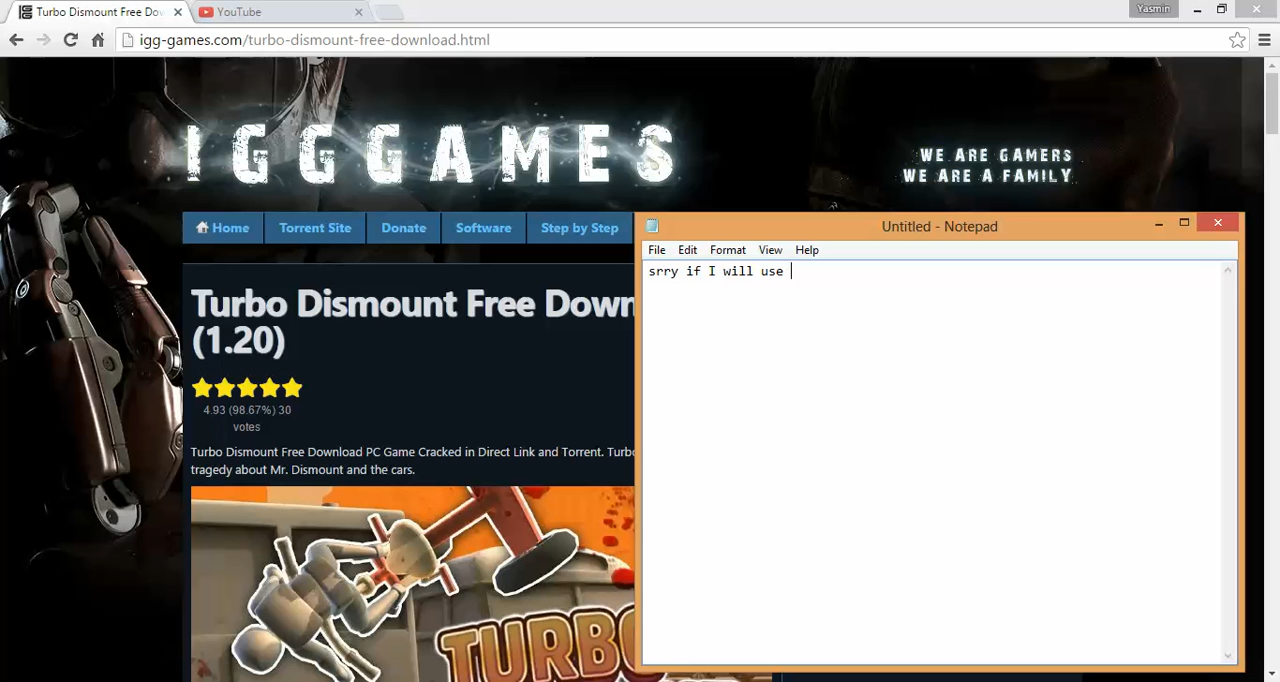 Turbo Dismount Free Dow
YouTube
Yasmin
igg-games.com/turbo-dismount-free-download.html
IGGGAMES
WE ARE GAMERS
WE ARE A FAMILY
Home
Torrent Site
Donate
Software
Step by Step
Untitled - Notepad
File Edit Format View Help
srry if I will use
Turbo Dismount Free Down
(1.20)
4.93 (98.67%) 30
votes
Turbo Dismount Free Download PC Game Cracked in Direct Link and Torrent. Turbo
tragedy about Mr. Dismount and the cars.
TURBO